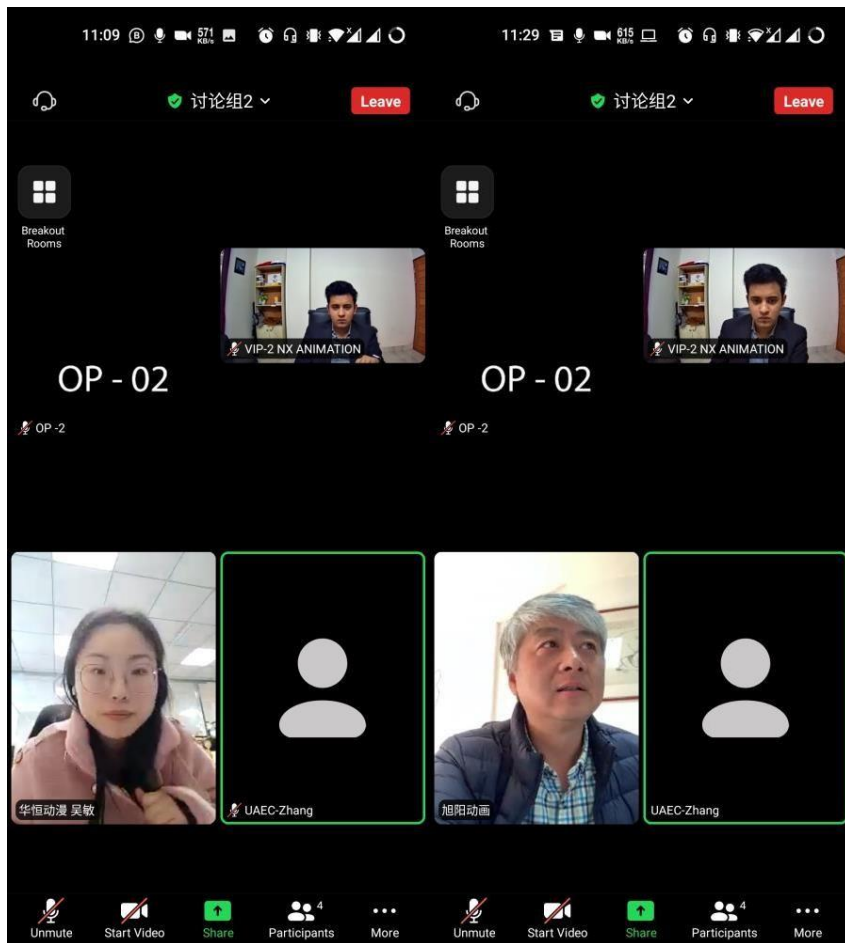 11:09 B 571 KB/s
讨论组2
Leave
Breakout
Rooms
VIP-2 NX ANIMATION
OP - 02
OP -2
华恒动漫 吴敏
UAEC-Zhang
Unmute
Start Video
Share
4
Participants
More
11:29 615 KB/s
讨论组2
Leave
Breakout
Rooms
VIP-2 NX ANIMATION
OP - 02
OP -2
旭阳动画
UAEC-Zhang
Unmute
Start Video
Share
4
Participants
More